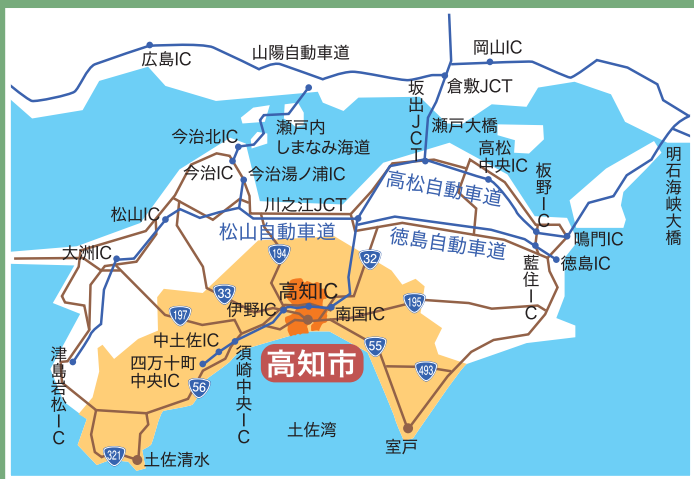 広島IC
山陽自動車道
岡山IC
倉敷JCT
坂出JCT
瀬戸大橋
瀬戸内
しまなみ海道
今治北IC
今治IC
今治湯ノ浦IC
高松
中央IC
板野IC
明石海峡大橋
高松自動車道
川之江JCT
松山IC
松山自動車道
徳島自動車道
鳴門IC
徳島IC
藍住IC
大洲IC
194
32
33
高知IC
195
197
伊野IC
南国IC
中土佐IC
四万十町
中央IC
須崎中央IC
高知市
55
493
56
津島岩松IC
土佐湾
室戸
321
土佐清水